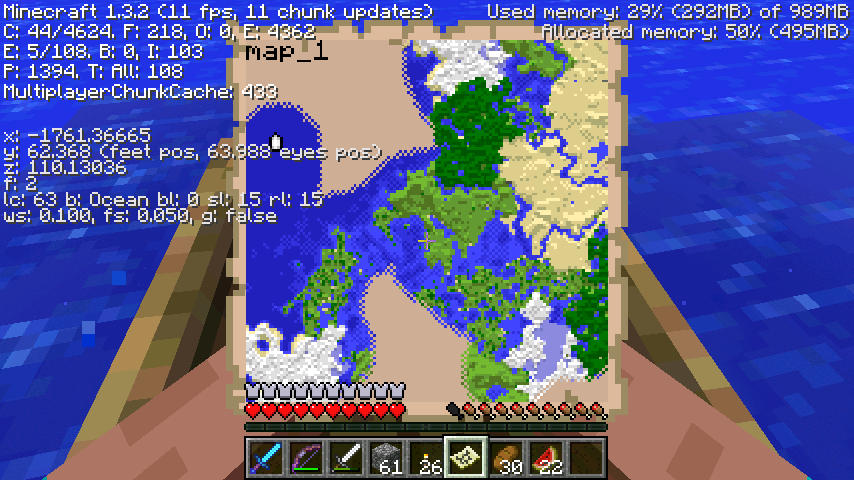 Minecraft 1.3.2 (11 fps, 11 chunk updates)
Used memory: 29% (292MB) of 989MB
C: 44/4624, F: 218, O: 0, E: 4362
Allocated memory: 50% (495MB)
E: 5/108, B: 0, I: 103
P: 1394, T: All: 108
MultiplayerChunkCache: 433
map_1
x: -1761.36665
y: 62.368 (feet pos, 63.988 eyes pos)
z: 110.13036
f: 2
lc: 63 b: Ocean bl: 0 sl: 15 rl: 15
ws: 0.100, fs: 0.050, g: false
61
26
30
22